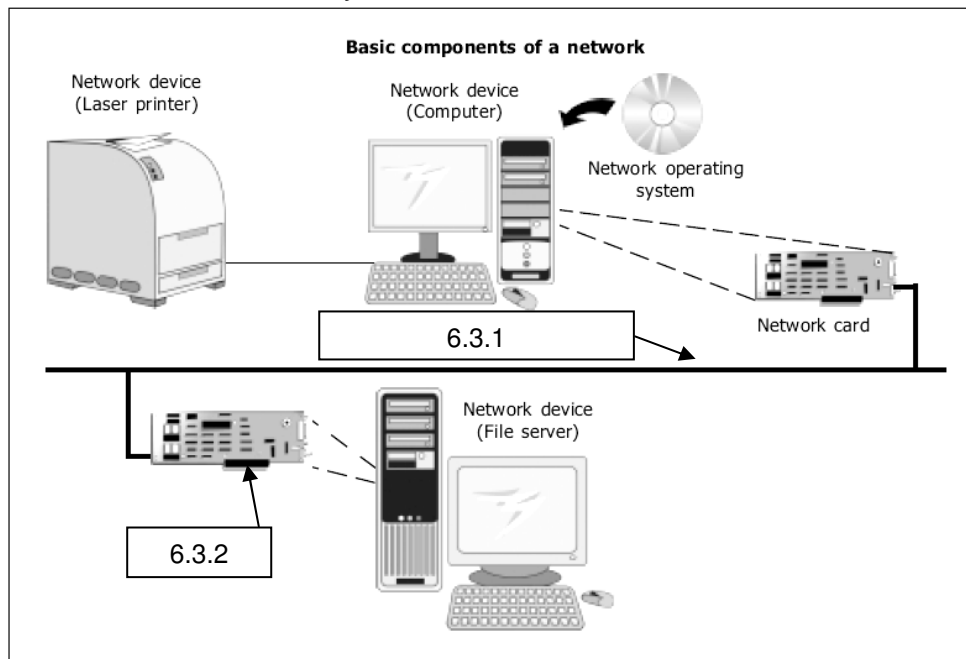 Basic components of a network
Network device
(Laser printer)
Network device
(Computer)
Network operating
system
Network card
6.3.1
Network device
(File server)
6.3.2